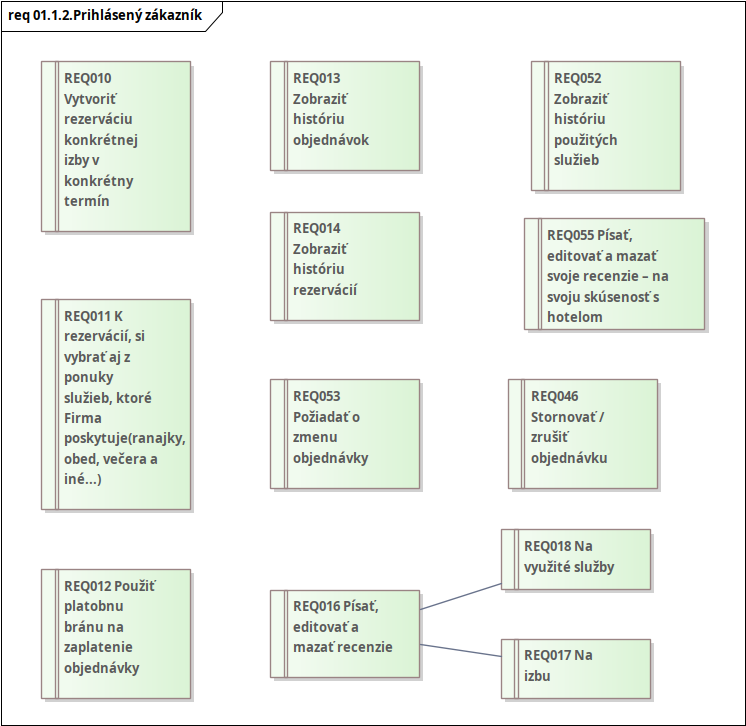 req 01.1.2.Prihlásený zákazník
REQ010
Vytvoriť
rezerváciu
konkrétnej
izby v
konkrétny
termín
REQ013
Zobraziť
históriu
objednávok
REQ052
Zobraziť
históriu
použitých
služieb
REQ014
Zobraziť
históriu
rezervácií
REQ055 Písať,
editovať a mazať
svoje recenzie – na
svoju skúsenosť s
hotelom
REQ011 K
rezervácií, si
vybrať aj z
ponuky
služieb, ktoré
Firma
poskytuje(ranajky,
obed, večera a
iné...)
REQ053
Požiadať o
zmenu
objednávky
REQ046
Stornovať /
zrušiť
objednávku
REQ012 Použiť
platobnu
bránu na
zaplatenie
objednávky
REQ016 Písať,
editovať a
mazať recenzie
REQ018 Na
využité služby
REQ017 Na
izbu